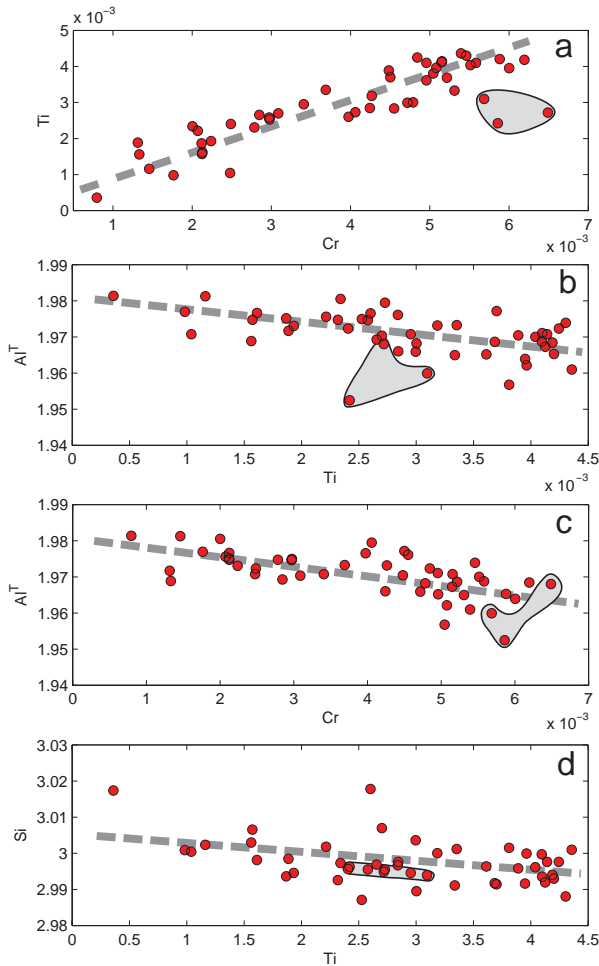 x 10⁻³
5
4
3
2
1
0
Ti
a
1 2 3 4 5 6 7
Cr
x 10⁻³
1.99
1.98
1.97
1.96
1.95
1.94
Alᵀ
b
0 0.5 1 1.5 2 2.5 3 3.5 4 4.5
Ti
x 10⁻³
1.99
1.98
1.97
1.96
1.95
1.94
Alᵀ
c
0 1 2 3 4 5 6 7
Cr
x 10⁻³
3.03
3.02
3.01
3
2.99
2.98
Si
d
0 0.5 1 1.5 2 2.5 3 3.5 4 4.5
Ti
x 10⁻³